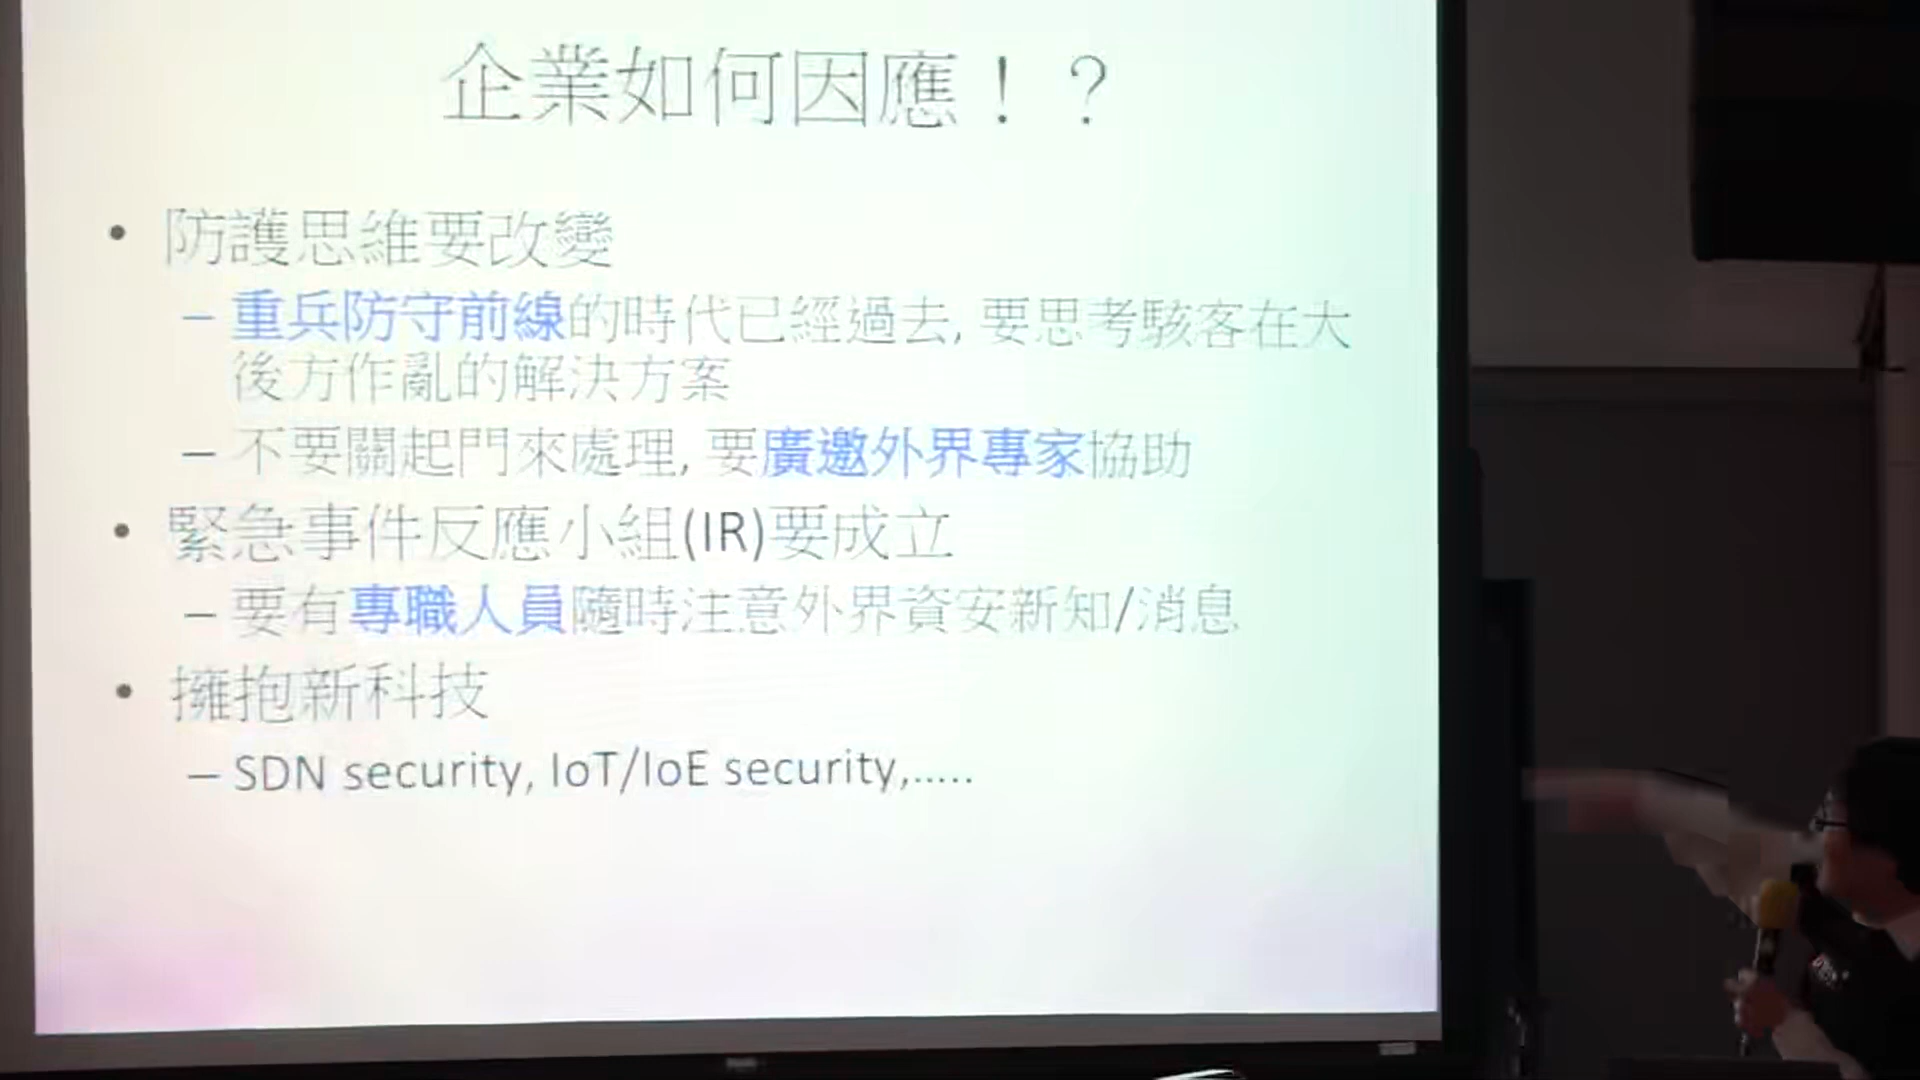 企業如何因應！？
• 防護思維要改變
– 重兵防守前線的時代已經過去, 要思考駭客在大
後方作亂的解決方案
– 不要關起門來處理, 要廣邀外界專家協助
• 緊急事件反應小組(IR)要成立
– 要有專職人員隨時注意外界資安新知/消息
• 擁抱新科技
– SDN security, IoT/IoE security,.....